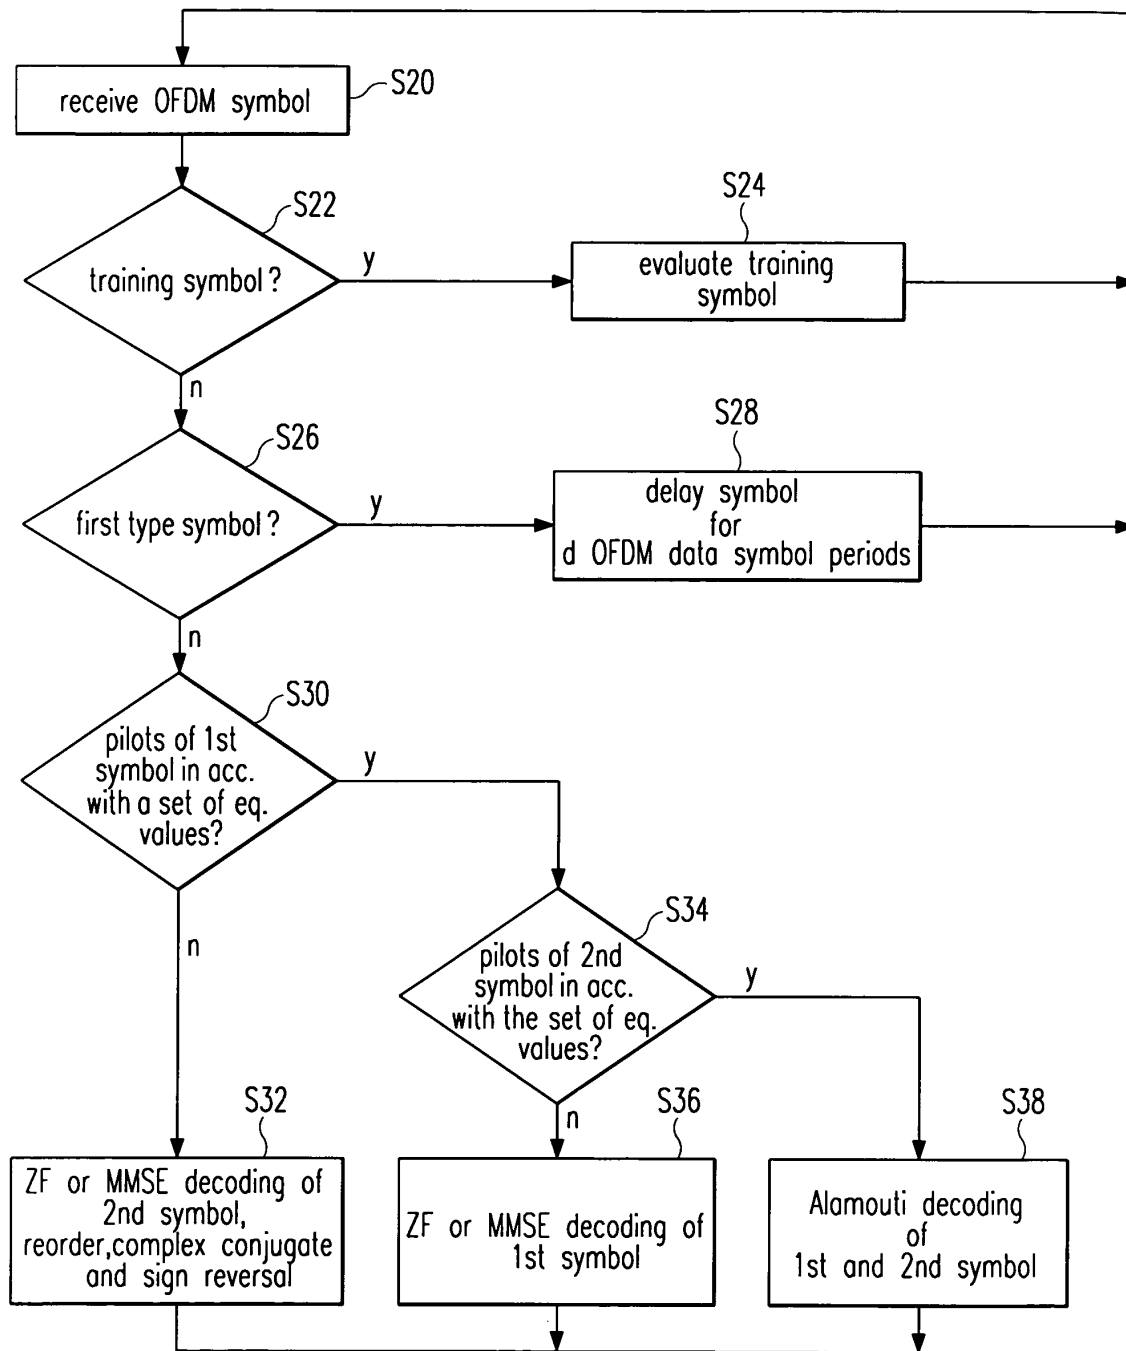 receive OFDM symbol
S20
training symbol?
S22
y
n
S24
evaluate training
symbol
first type symbol?
S26
y
n
S28
delay symbol
for
d OFDM data symbol periods
pilots of 1st
symbol in acc.
with a set of eq.
values?
S30
y
n
pilots of 2nd
symbol in acc.
with the set of eq.
values?
S34
y
n
S32
ZF or MMSE decoding of
2nd symbol,
reorder,complex conjugate
and sign reversal
S36
ZF or MMSE decoding of
1st symbol
S38
Alamouti decoding
of
1st and 2nd symbol